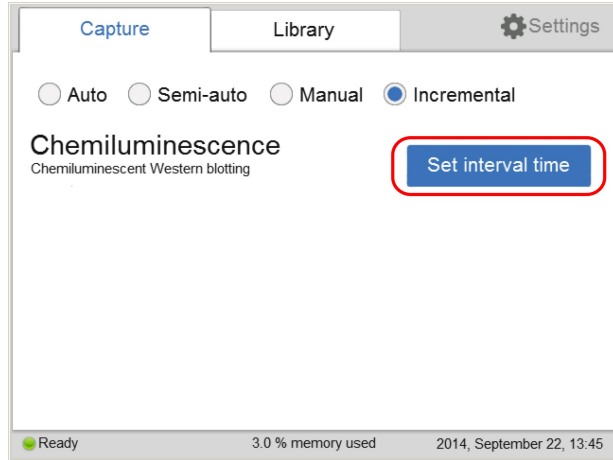 Capture Library Settings
Auto Semi-auto Manual Incremental
Chemiluminescence
Chemiluminescent Western blotting
Set interval time
Ready 3.0 % memory used 2014, September 22, 13:45